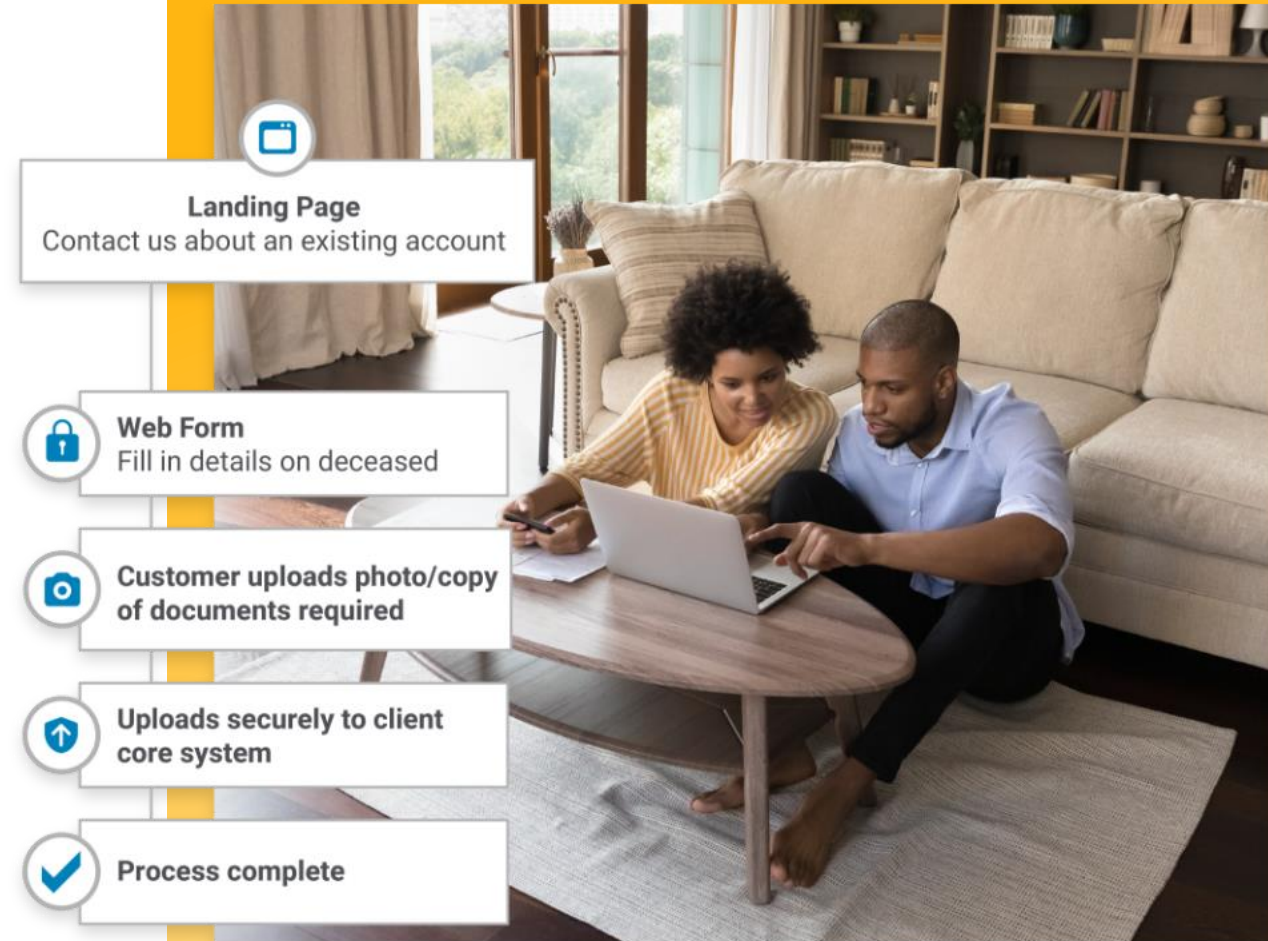 Landing Page
Contact us about an existing account
Web Form
Fill in details on deceased
Customer uploads photo/copy
of documents required
Uploads securely to client
core system
Process complete